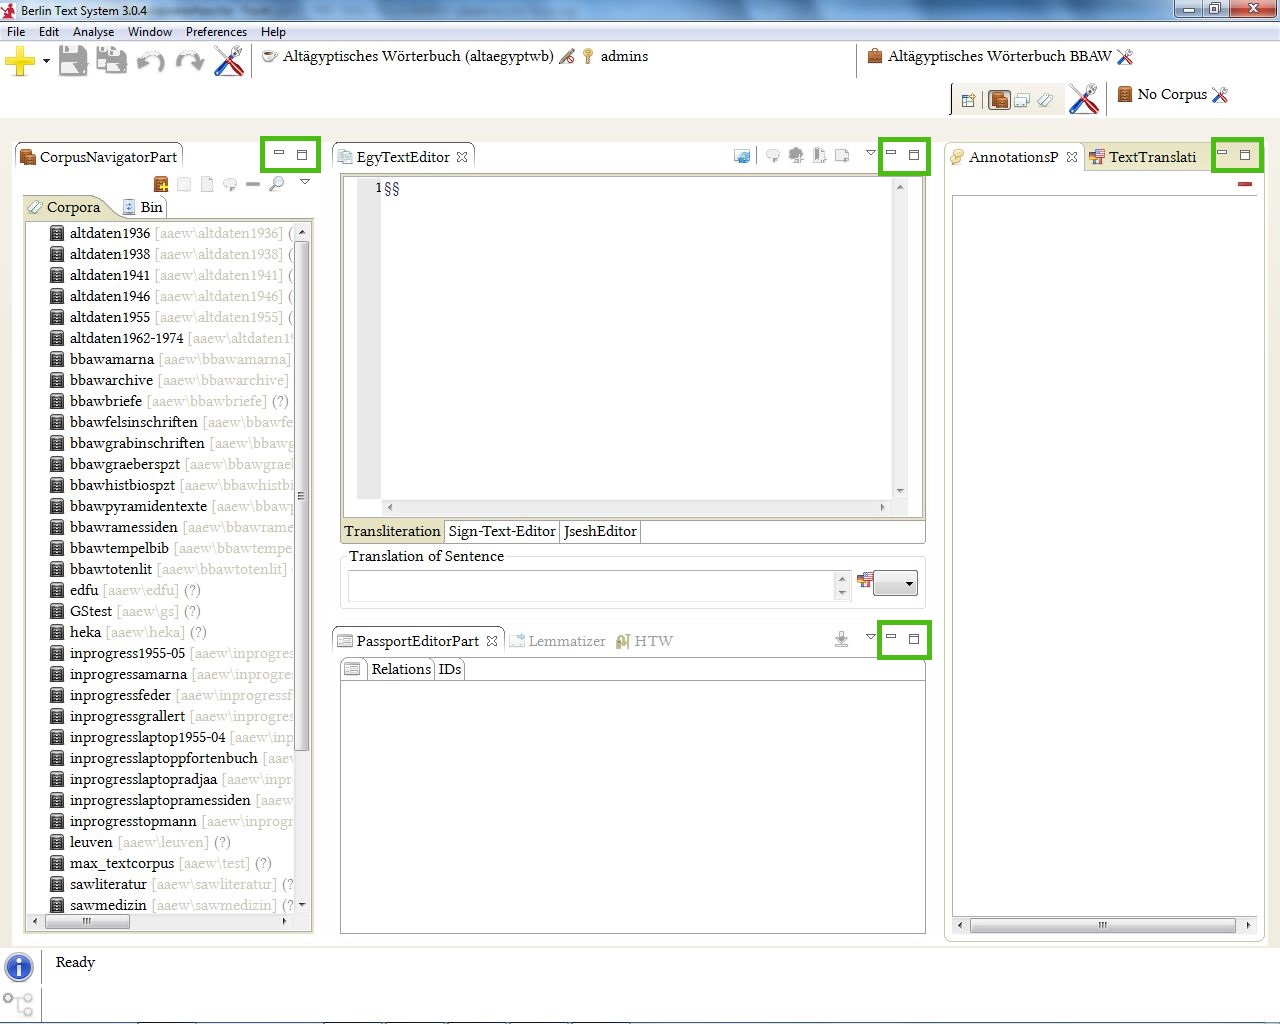 Berlin Text System 3.0.4
File Edit Analyse Window Preferences Help
Altägyptisches Wörterbuch (altaegyptwb) admins
Altägyptisches Wörterbuch BBAW
No Corpus
CorpusNavigatorPart
Corpora Bin
altdaten1936 [aaew\altdaten1936] (
altdaten1938 [aaew\altdaten1938] (
altdaten1941 [aaew\altdaten1941] (
altdaten1946 [aaew\altdaten1946] (
altdaten1955 [aaew\altdaten1955] (
altdaten1962-1974 [aaew\altdaten19
bbawamarna [aaew\bbawamarna]
bbawarchive [aaew\bbawarchive]
bbawbriefe [aaew\bbawbriefe] (?)
bbawfelsinschriften [aaew\bbawfe
bbawgrabinschriften [aaew\bbawg
bbawgraeberspzt [aaew\bbawgrae
bbawhistbiospzt [aaew\bbawhistbi
bbawpyramidentexte [aaew\bbawp
bbawramessiden [aaew\bbawrame
bbawtempelbib [aaew\bbawtempe
bbawtotenlit [aaew\bbawtotenlit]
edfu [aaew\edfu] (?)
GStest [aaew\gs] (?)
heka [aaew\heka] (?)
inprogress1955-05 [aaew\inprogres
inprogressamarna [aaew\inprogres
inprogressfeder [aaew\inprogressf
inprogressgrallert [aaew\inprogres
inprogresslaptop1955-04 [aaew\inp
inprogresslaptoppfortenbuch [aaew
inprogresslaptopradjaa [aaew\inpr
inprogresslaptopramessiden [aaew
inprogresstopmann [aaew\inprogr
leuven [aaew\leuven] (?)
max_textcorpus [aaew\test] (?)
sawliteratur [aaew\sawliteratur] (?
sawmedizin [aaew\sawmedizin] (?
EgyTextEditor
1 §§
Transliteration Sign-Text-Editor JseshEditor
Translation of Sentence
PassportEditorPart Lemmatizer HTW
Relations IDs
AnnotationsP TextTranslati
Ready